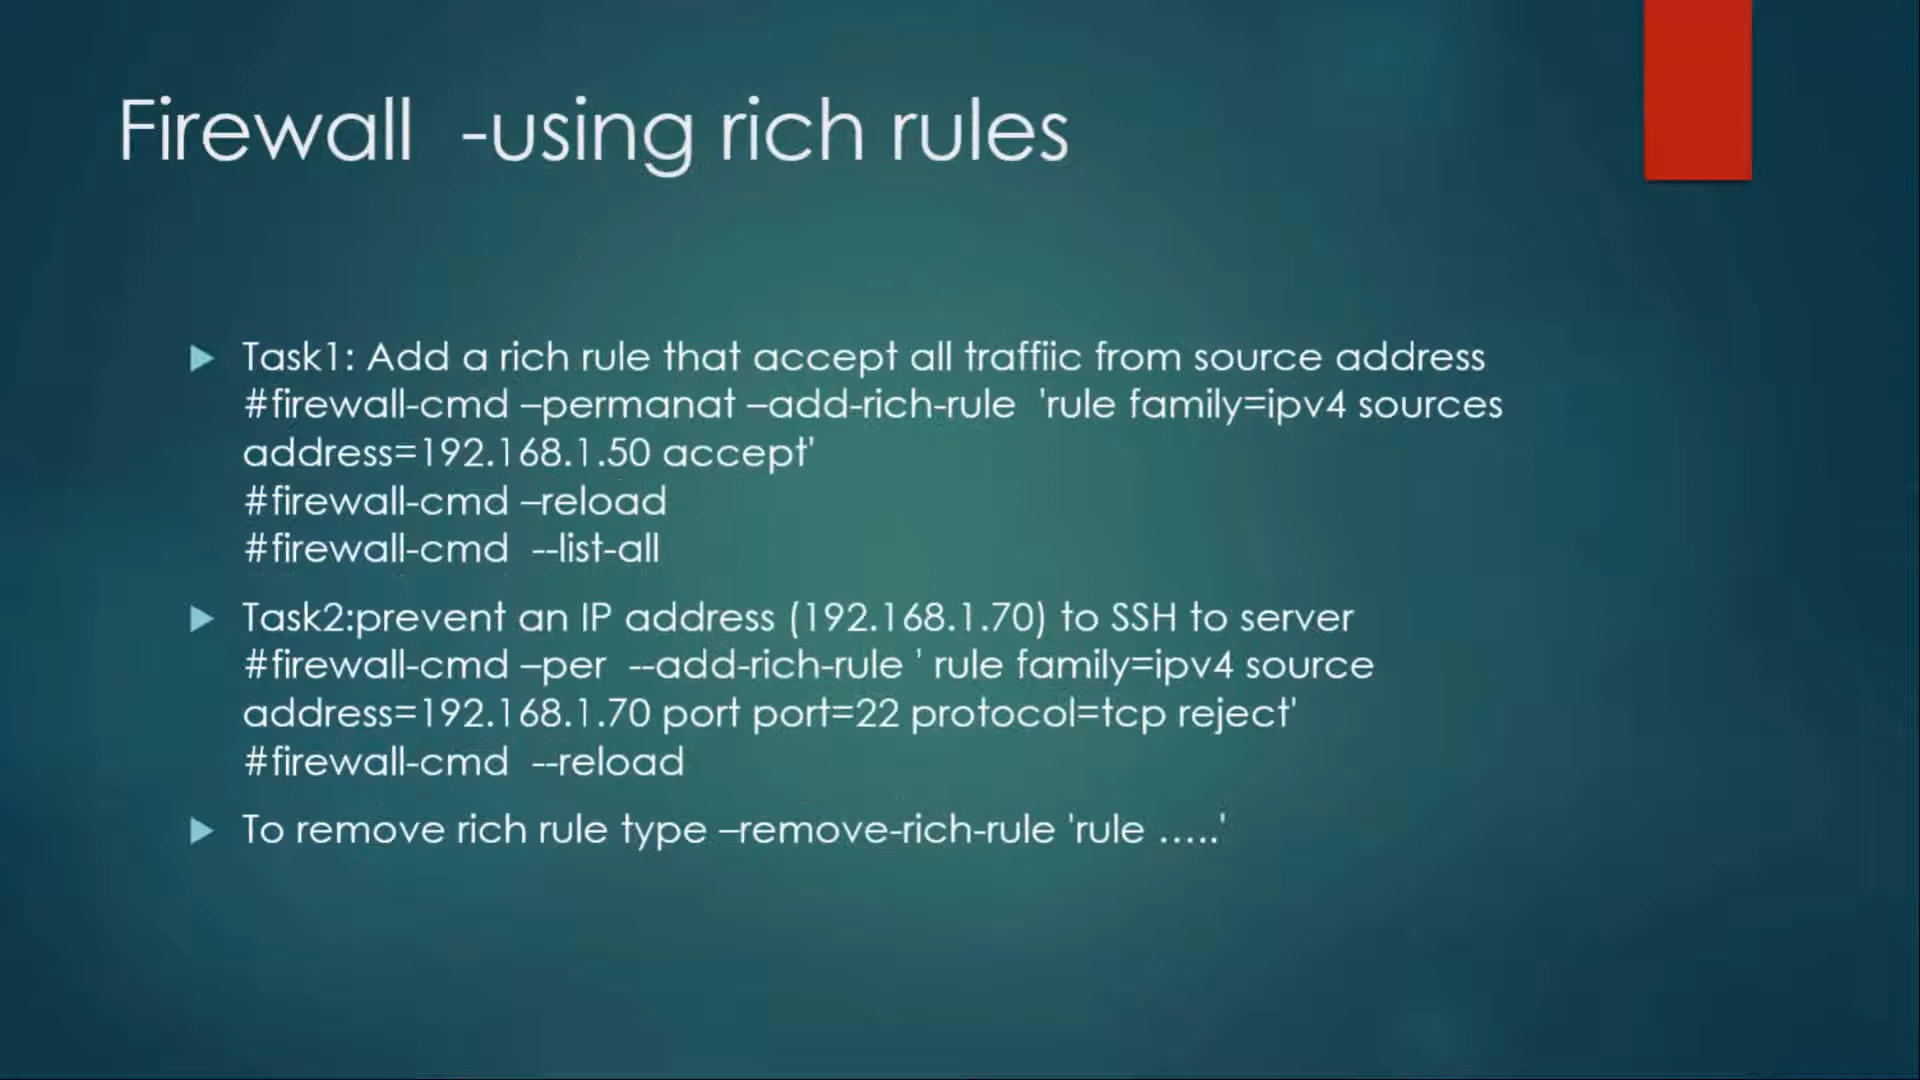 Firewall -using rich rules
Task1: Add a rich rule that accept all traffiic from source address
#firewall-cmd –permanat –add-rich-rule 'rule family=ipv4 sources
address=192.168.1.50 accept'
#firewall-cmd –reload
#firewall-cmd --list-all
Task2:prevent an IP address (192.168.1.70) to SSH to server
#firewall-cmd –per --add-rich-rule ' rule family=ipv4 source
address=192.168.1.70 port port=22 protocol=tcp reject'
#firewall-cmd --reload
To remove rich rule type –remove-rich-rule 'rule …..'